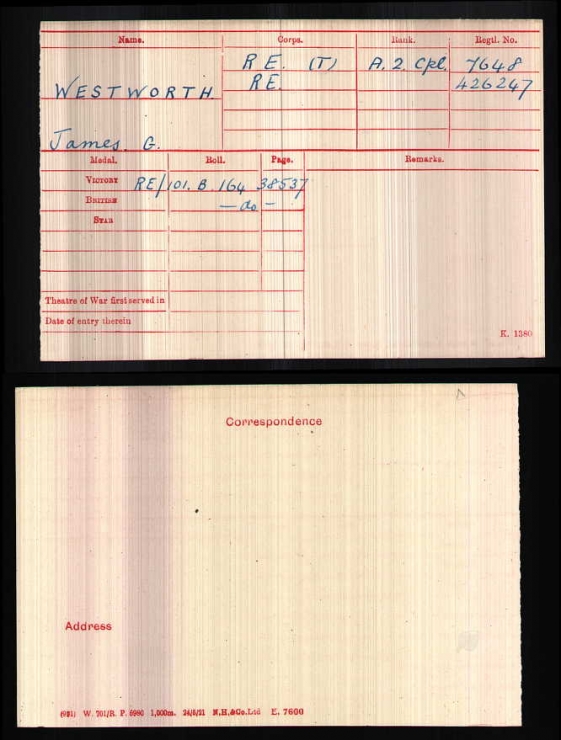 Name. Corps. Rank. Regtl. No.
R E. (T) A. 2. Cpl. 7648
WESTWORTH. R E. 426247
James. G.
Medal. Roll. Page. Remarks.
VICTORY RE/101. B 164 38537
BRITISH — do —
STAR
Theatre of War first served in
Date of entry therein
K. 1380
Correspondence
Address
(931) W. 701/R. P. 6980 1,000m. 24/5/21 N.H.&Co.Ltd E. 7600